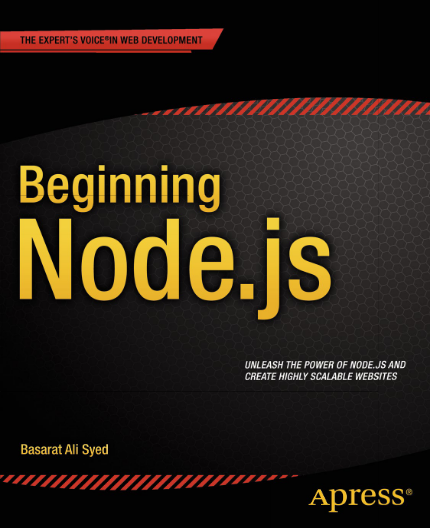 THE EXPERT'S VOICE® IN WEB DEVELOPMENT
Beginning
Node.js
UNLEASH THE POWER OF NODE.JS AND
CREATE HIGHLY SCALABLE WEBSITES
Basarat Ali Syed
Apress®